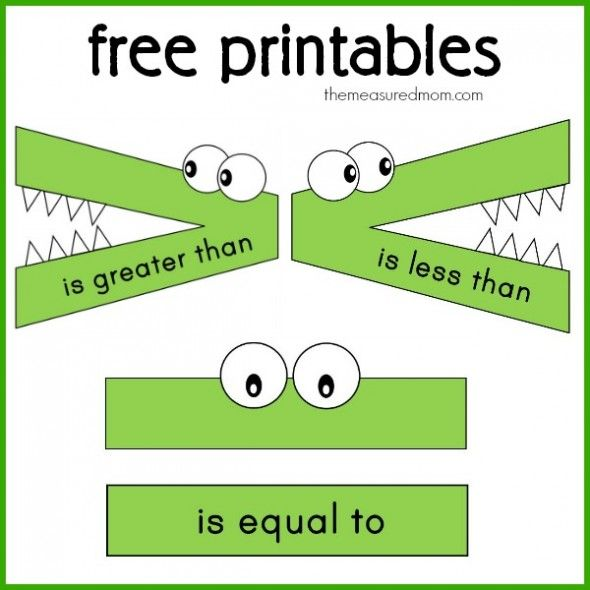 free printables
themeasuredmom.com
is greater than
is less than
is equal to